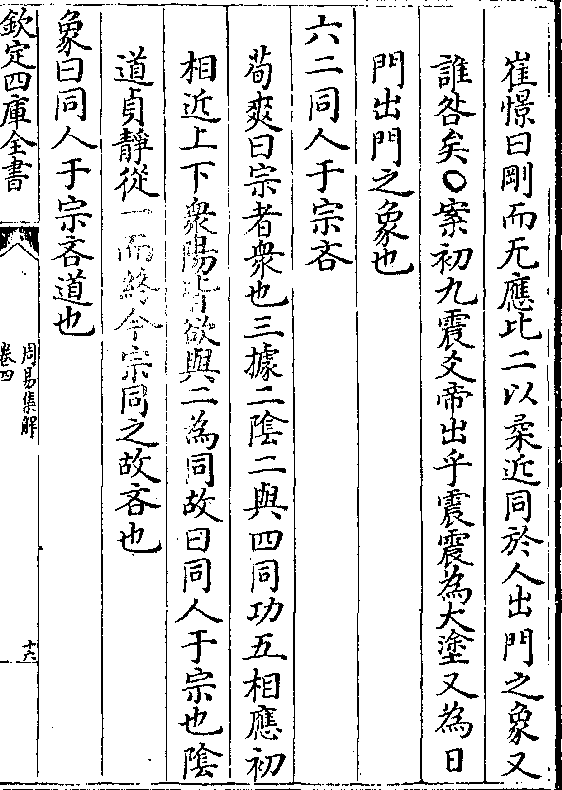 崔憬曰剛而无應比二以柔近同於人出門之象又
誰咎矣○案初九震爻帝出乎震震為大塗又為日
門出門之象也
六二同人于宗吝
荀爽曰宗者衆也三據二陰二與四同功五相應初
相近上下衆陽皆欲與二為同故曰同人于宗也陰
道貞靜從一而終今宗同之故吝也
象曰同人于宗吝道也
欽定四庫全書
周易集解
卷四
十六